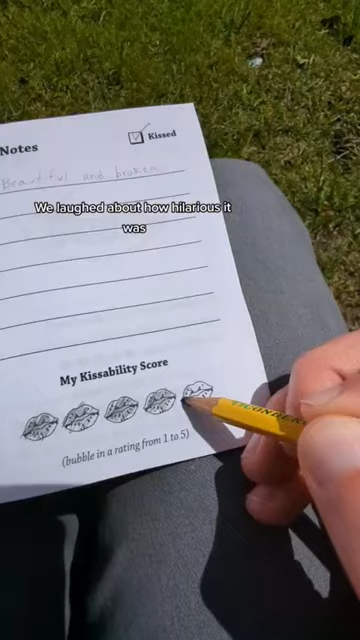 Notes
Kissed
Beautiful and broken
We laughed about how hilarious it
was
My Kissability Score
(bubble in a rating from 1 to 5)
TICONDER